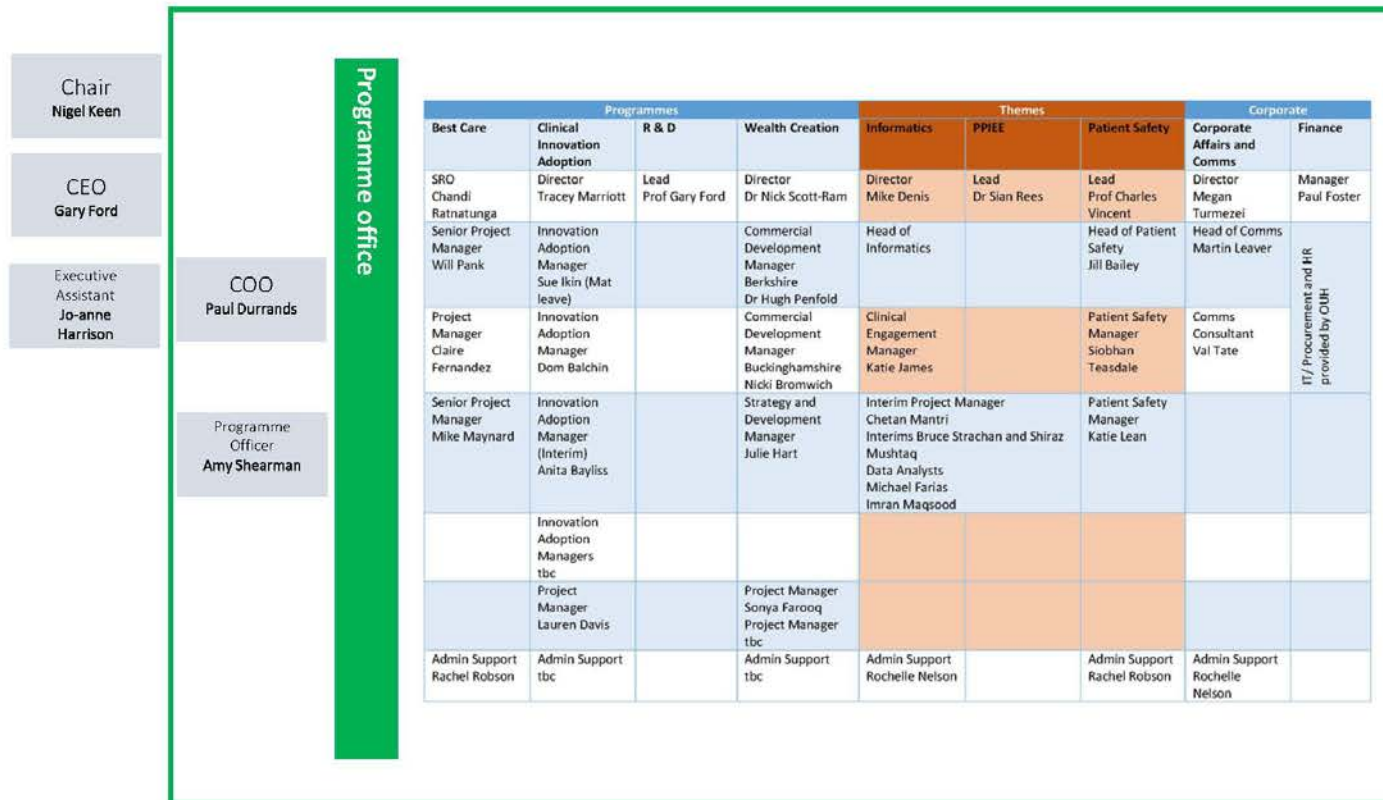 Chair
Nigel Keen
CEO
Gary Ford
Executive
Assistant
Jo-anne
Harrison
COO
Paul Durrands
Programme
Officer
Amy Shearman
Programme office
Programmes
Themes
Corporate
Best Care
Clinical
Innovation
Adoption
R & D
Wealth Creation
Informatics
PPIEE
Patient Safety
Corporate
Affairs and
Comms
Finance
SRO
Chandi
Ratnatunga
Director
Tracey Marriott
Lead
Prof Gary Ford
Director
Dr Nick Scott-Ram
Director
Mike Denis
Lead
Dr Sian Rees
Lead
Prof Charles
Vincent
Director
Megan
Turmezei
Manager
Paul Foster
Senior Project
Manager
Will Pank
Innovation
Adoption
Manager
Sue Ikin (Mat
leave)
Commercial
Development
Manager
Berkshire
Dr Hugh Penfold
Head of
Informatics
Head of Patient
Safety
Jill Bailey
Head of Comms
Martin Leaver
IT/ Procurement and HR
provided by OUH
Project
Manager
Claire
Fernandez
Innovation
Adoption
Manager
Dom Balchin
Commercial
Development
Manager
Buckinghamshire
Nicki Bromwich
Clinical
Engagement
Manager
Katie James
Patient Safety
Manager
Siobhan
Teasdale
Comms
Consultant
Val Tate
Senior Project
Manager
Mike Maynard
Innovation
Adoption
Manager
(Interim)
Anita Bayliss
Strategy and
Development
Manager
Julie Hart
Interim Project Manager
Chetan Mantri
Interims Bruce Strachan and Shiraz
Mushtaq
Data Analysts
Michael Farias
Imran Maqsood
Patient Safety
Manager
Katie Lean
Innovation
Adoption
Managers
tbc
Project
Manager
Lauren Davis
Project Manager
Sonya Farooq
Project Manager
tbc
Admin Support
Rachel Robson
Admin Support
tbc
Admin Support
tbc
Admin Support
Rochelle Nelson
Admin Support
Rachel Robson
Admin Support
Rochelle
Nelson